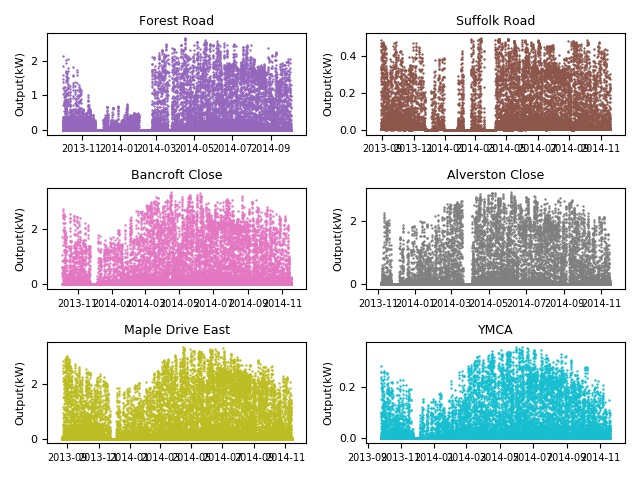 Forest Road
Output(kW)
2
1
0
2013-11 2014-01 2014-03 2014-05 2014-07 2014-09
Suffolk Road
Output(kW)
0.4
0.2
0.0
2013-09 2013-11 2014-01 2014-03 2014-05 2014-07 2014-09 2014-11
Bancroft Close
Output(kW)
2
0
2013-11 2014-01 2014-03 2014-05 2014-07 2014-09 2014-11
Alverston Close
Output(kW)
2
0
2013-11 2014-01 2014-03 2014-05 2014-07 2014-09 2014-11
Maple Drive East
Output(kW)
2
0
2013-09 2013-11 2014-01 2014-03 2014-05 2014-07 2014-09 2014-11
YMCA
Output(kW)
0.2
0.0
2013-09 2013-11 2014-01 2014-03 2014-05 2014-07 2014-09 2014-11